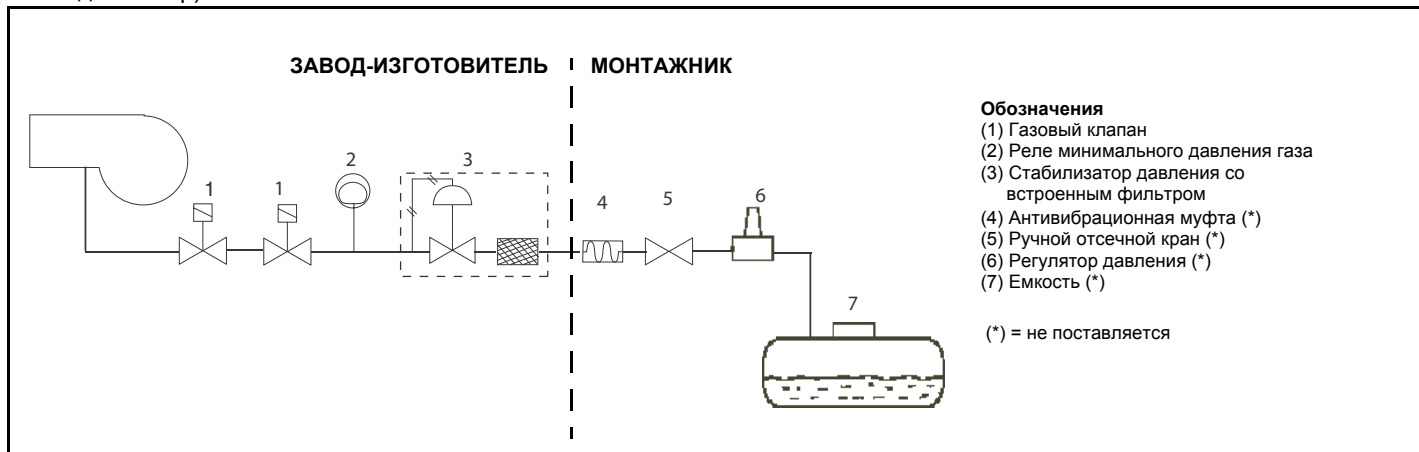 ЗАВОД-ИЗГОТОВИТЕЛЬ
МОНТАЖНИК
1
1
2
3
4
5
6
7
Обозначения
(1) Газовый клапан
(2) Реле минимального давления газа
(3) Стабилизатор давления со
встроенным фильтром
(4) Антивибрационная муфта (*)
(5) Ручной отсечной кран (*)
(6) Регулятор давления (*)
(7) Емкость (*)
(*) = не поставляется